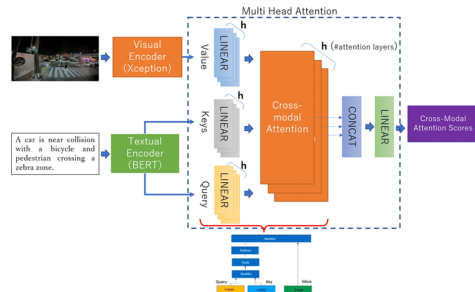 Multi Head Attention
Visual
Encoder
(Xception)
Value
LINEAR
h
h (#attention layers)
A car is near collision
with a bicycle and
pedestrian crossing a
zebra zone.
Textual
Encoder
(BERT)
Keys
LINEAR
h
Cross-
modal
Attention
CONCAT
LINEAR
Cross-Modal
Attention Scores
Query
LINEAR
h
Query
Key
Value